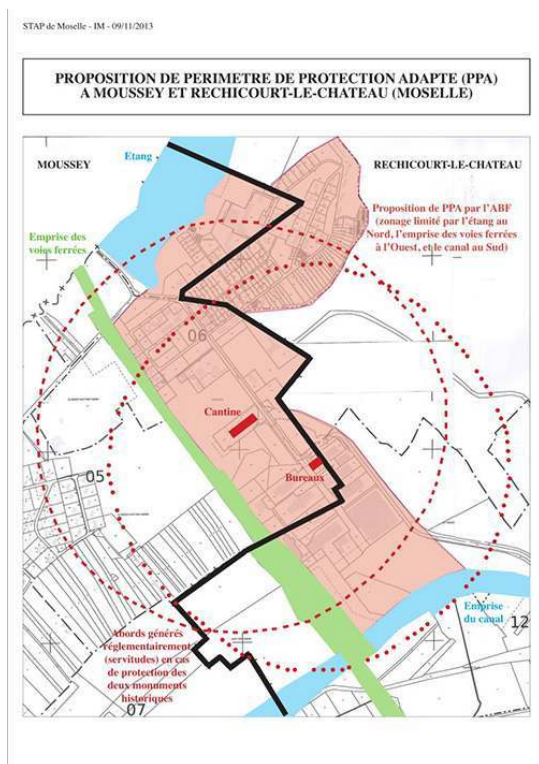 STAP de Moselle - IM - 09/11/2013
PROPOSITION DE PERIMETRE DE PROTECTION ADAPTE (PPA)
A MOUSSEY ET RECHICOURT-LE-CHATEAU (MOSELLE)
MOUSSEY
Etang
RECHICOURT-LE-CHATEAU
Proposition de PPA par l'ABF
(zonage limité par l'étang au
Nord, l'emprise des voies ferrées
à l'Ouest, et le canal au Sud)
Emprise des
voies ferrées
06
Cantine
Bureaux
05
Emprise
du canal
12
Abords générés
réglementairement
(servitudes) en cas
de protection des
deux monuments
historiques
07